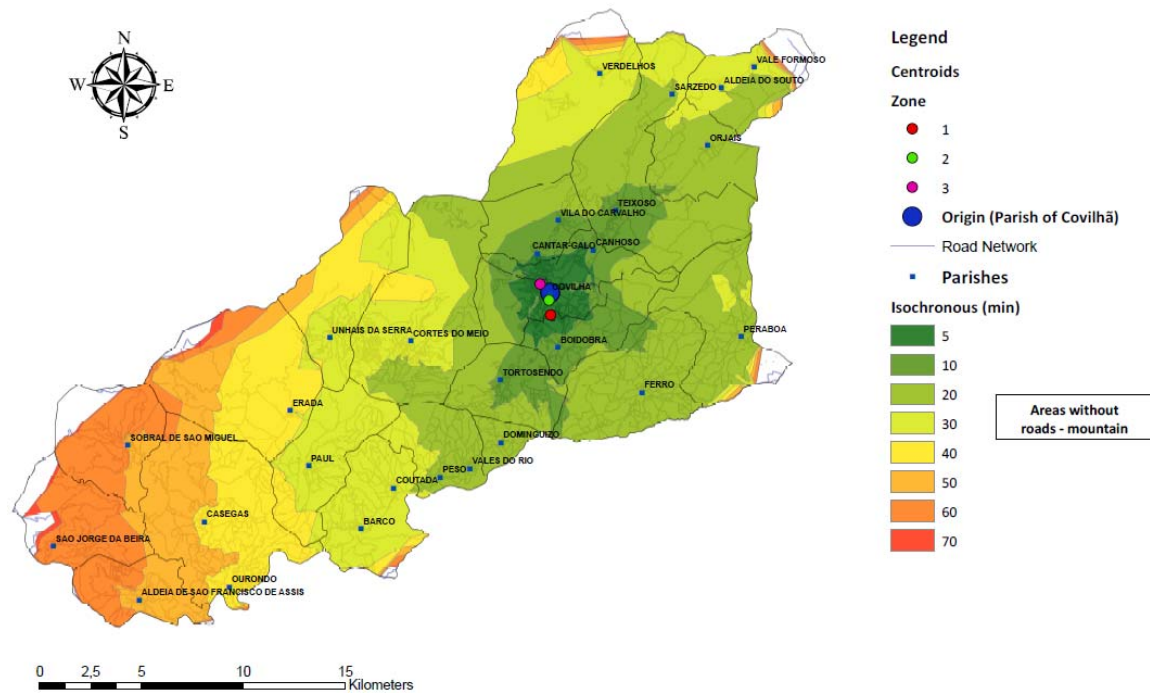 N
W
E
S
VERDELHOS
VALE FORMOSO
SARZEDO
ALDEIA DO SOUTO
ORJAIS
TEIXOSO
VILA DO CARVALHO
CANTAR-GALO
CANHOSO
COVILHÃ
PERABOA
UNHAIS DA SERRA
CORTES DO MEIO
BOIDOBRA
TORTOSENDO
FERRO
ERADA
SOBRAL DE SAO MIGUEL
DOMINGUIZO
PAUL
VALES DO RIO
PESO
COUTADA
CASEGAS
BARCO
SAO JORGE DA BEIRA
OURONDO
ALDEIA DE SAO FRANCISCO DE ASSIS
0 2,5 5 10 15
Kilometers
Legend
Centroids
Zone
1
2
3
Origin (Parish of Covilhã)
Road Network
Parishes
Isochronous (min)
5
10
20
30
40
50
60
70
Areas without
roads - mountain